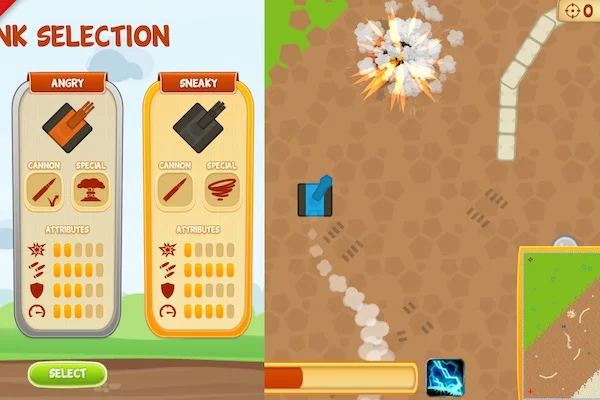 NK SELECTION
ANGRY
SNEAKY
CANNON SPECIAL
CANNON SPECIAL
ATTRIBUTES
ATTRIBUTES
SELECT
0